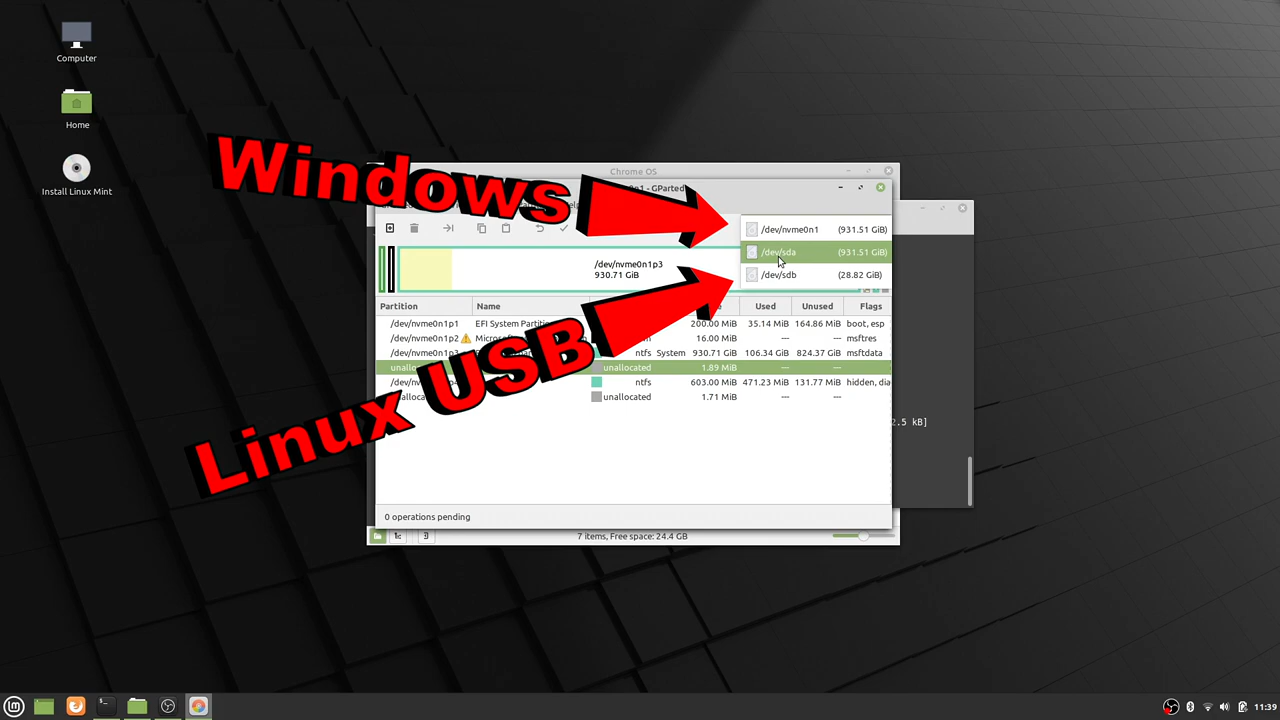 Computer
Home
Install Linux Mint
Windows
Linux USB
Chrome OS
- GParted
/dev/nvme0n1 (931.51 GiB)
/dev/sda (931.51 GiB)
/dev/sdb (28.82 GiB)
/dev/nvme0n1p3
930.71 GiB
Partition Name Used Unused Flags
/dev/nvme0n1p1 EFI System 200.00 MiB 35.14 MiB 164.86 MiB boot, esp
/dev/nvme0n1p2 16.00 MiB --- --- msftres
ntfs System 930.71 GiB 106.34 GiB 824.37 GiB msftdata
unallocated 1.89 MiB --- ---
ntfs 603.00 MiB 471.23 MiB 131.77 MiB hidden,
unallocated 1.71 MiB --- ---
0 operations pending
7 items, Free space: 24.4 GB
2.5 kB]
11:39